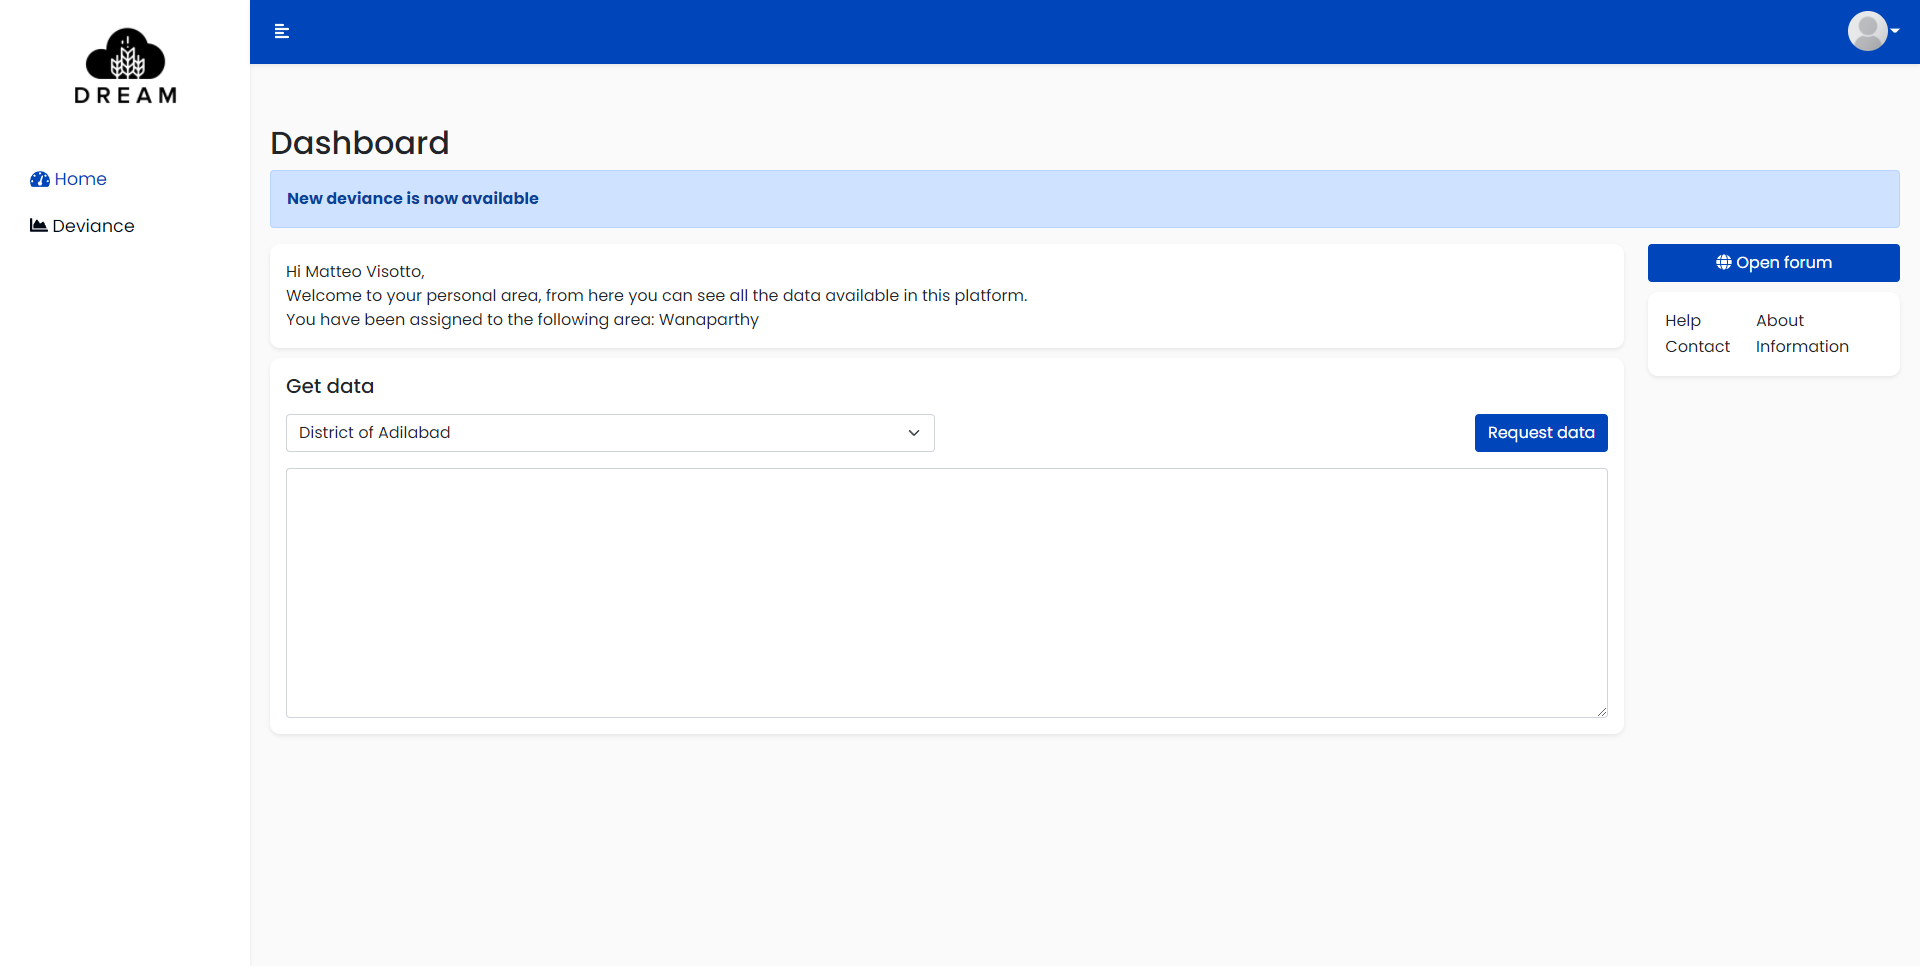 DREAM
Home
Deviance
Dashboard
New deviance is now available
Hi Matteo Visotto,
Welcome to your personal area, from here you can see all the data available in this platform.
You have been assigned to the following area: Wanaparthy
Get data
District of Adilabad
Request data
Open forum
Help About
Contact Information